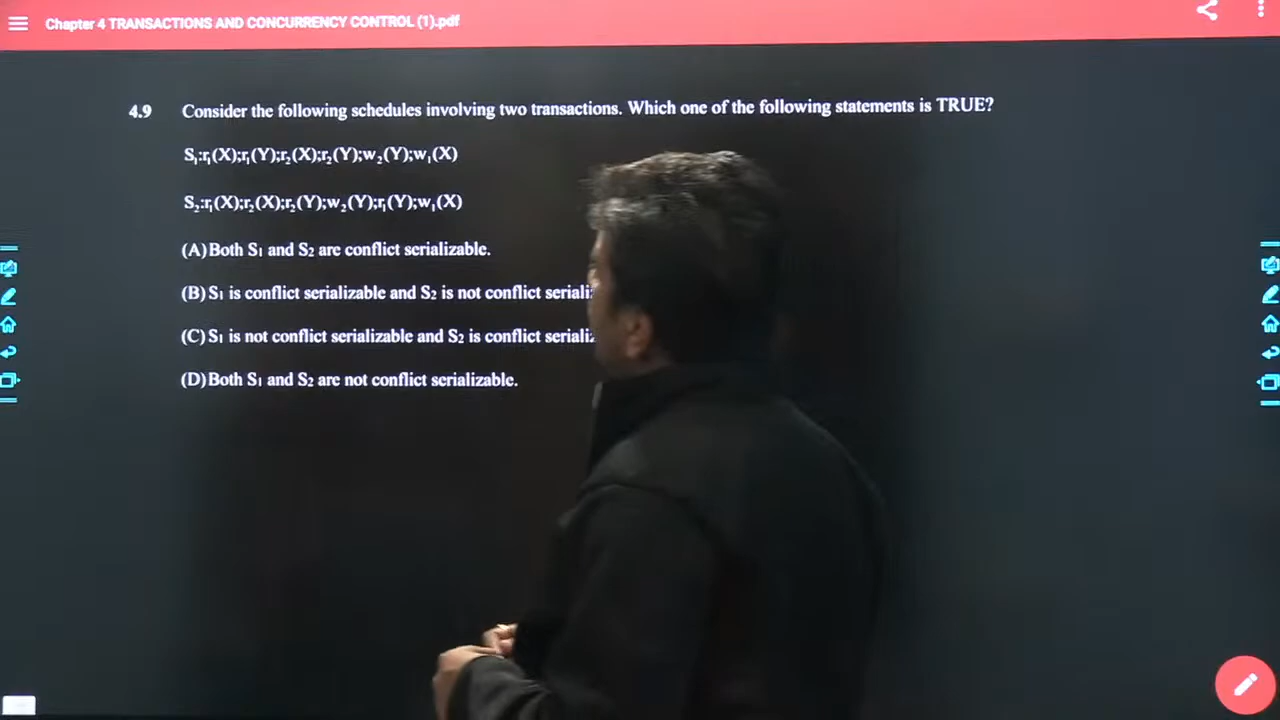 Chapter 4 TRANSACTIONS AND CONCURRENCY CONTROL (1).pdf
4.9 Consider the following schedules involving two transactions. Which one of the following statements is TRUE?
S₁:r₁(X);r₁(Y);r₂(X);r₂(Y);w₂(Y);w₁(X)
S₂:r₁(X);r₂(X);r₂(Y);w₂(Y);r₁(Y);w₁(X)
(A) Both S₁ and S₂ are conflict serializable.
(B) S₁ is conflict serializable and S₂ is not conflict
(C) S₁ is not conflict serializable and S₂ is conflict
(D) Both S₁ and S₂ are not conflict serializable.